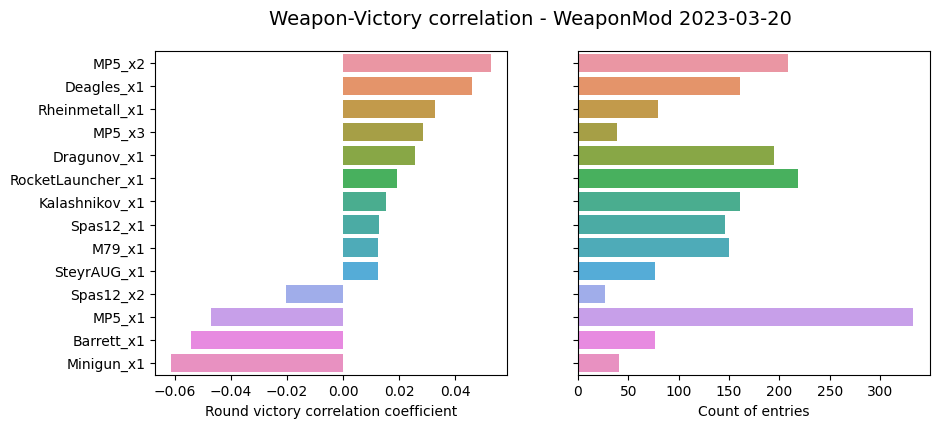 Weapon-Victory correlation - WeaponMod 2023-03-20
MP5_x2
Deagles_x1
Rheinmetall_x1
MP5_x3
Dragunov_x1
RocketLauncher_x1
Kalashnikov_x1
Spas12_x1
M79_x1
SteyrAUG_x1
Spas12_x2
MP5_x1
Barrett_x1
Minigun_x1
−0.06 −0.04 −0.02 0.00 0.02 0.04
Round victory correlation coefficient
0 50 100 150 200 250 300
Count of entries